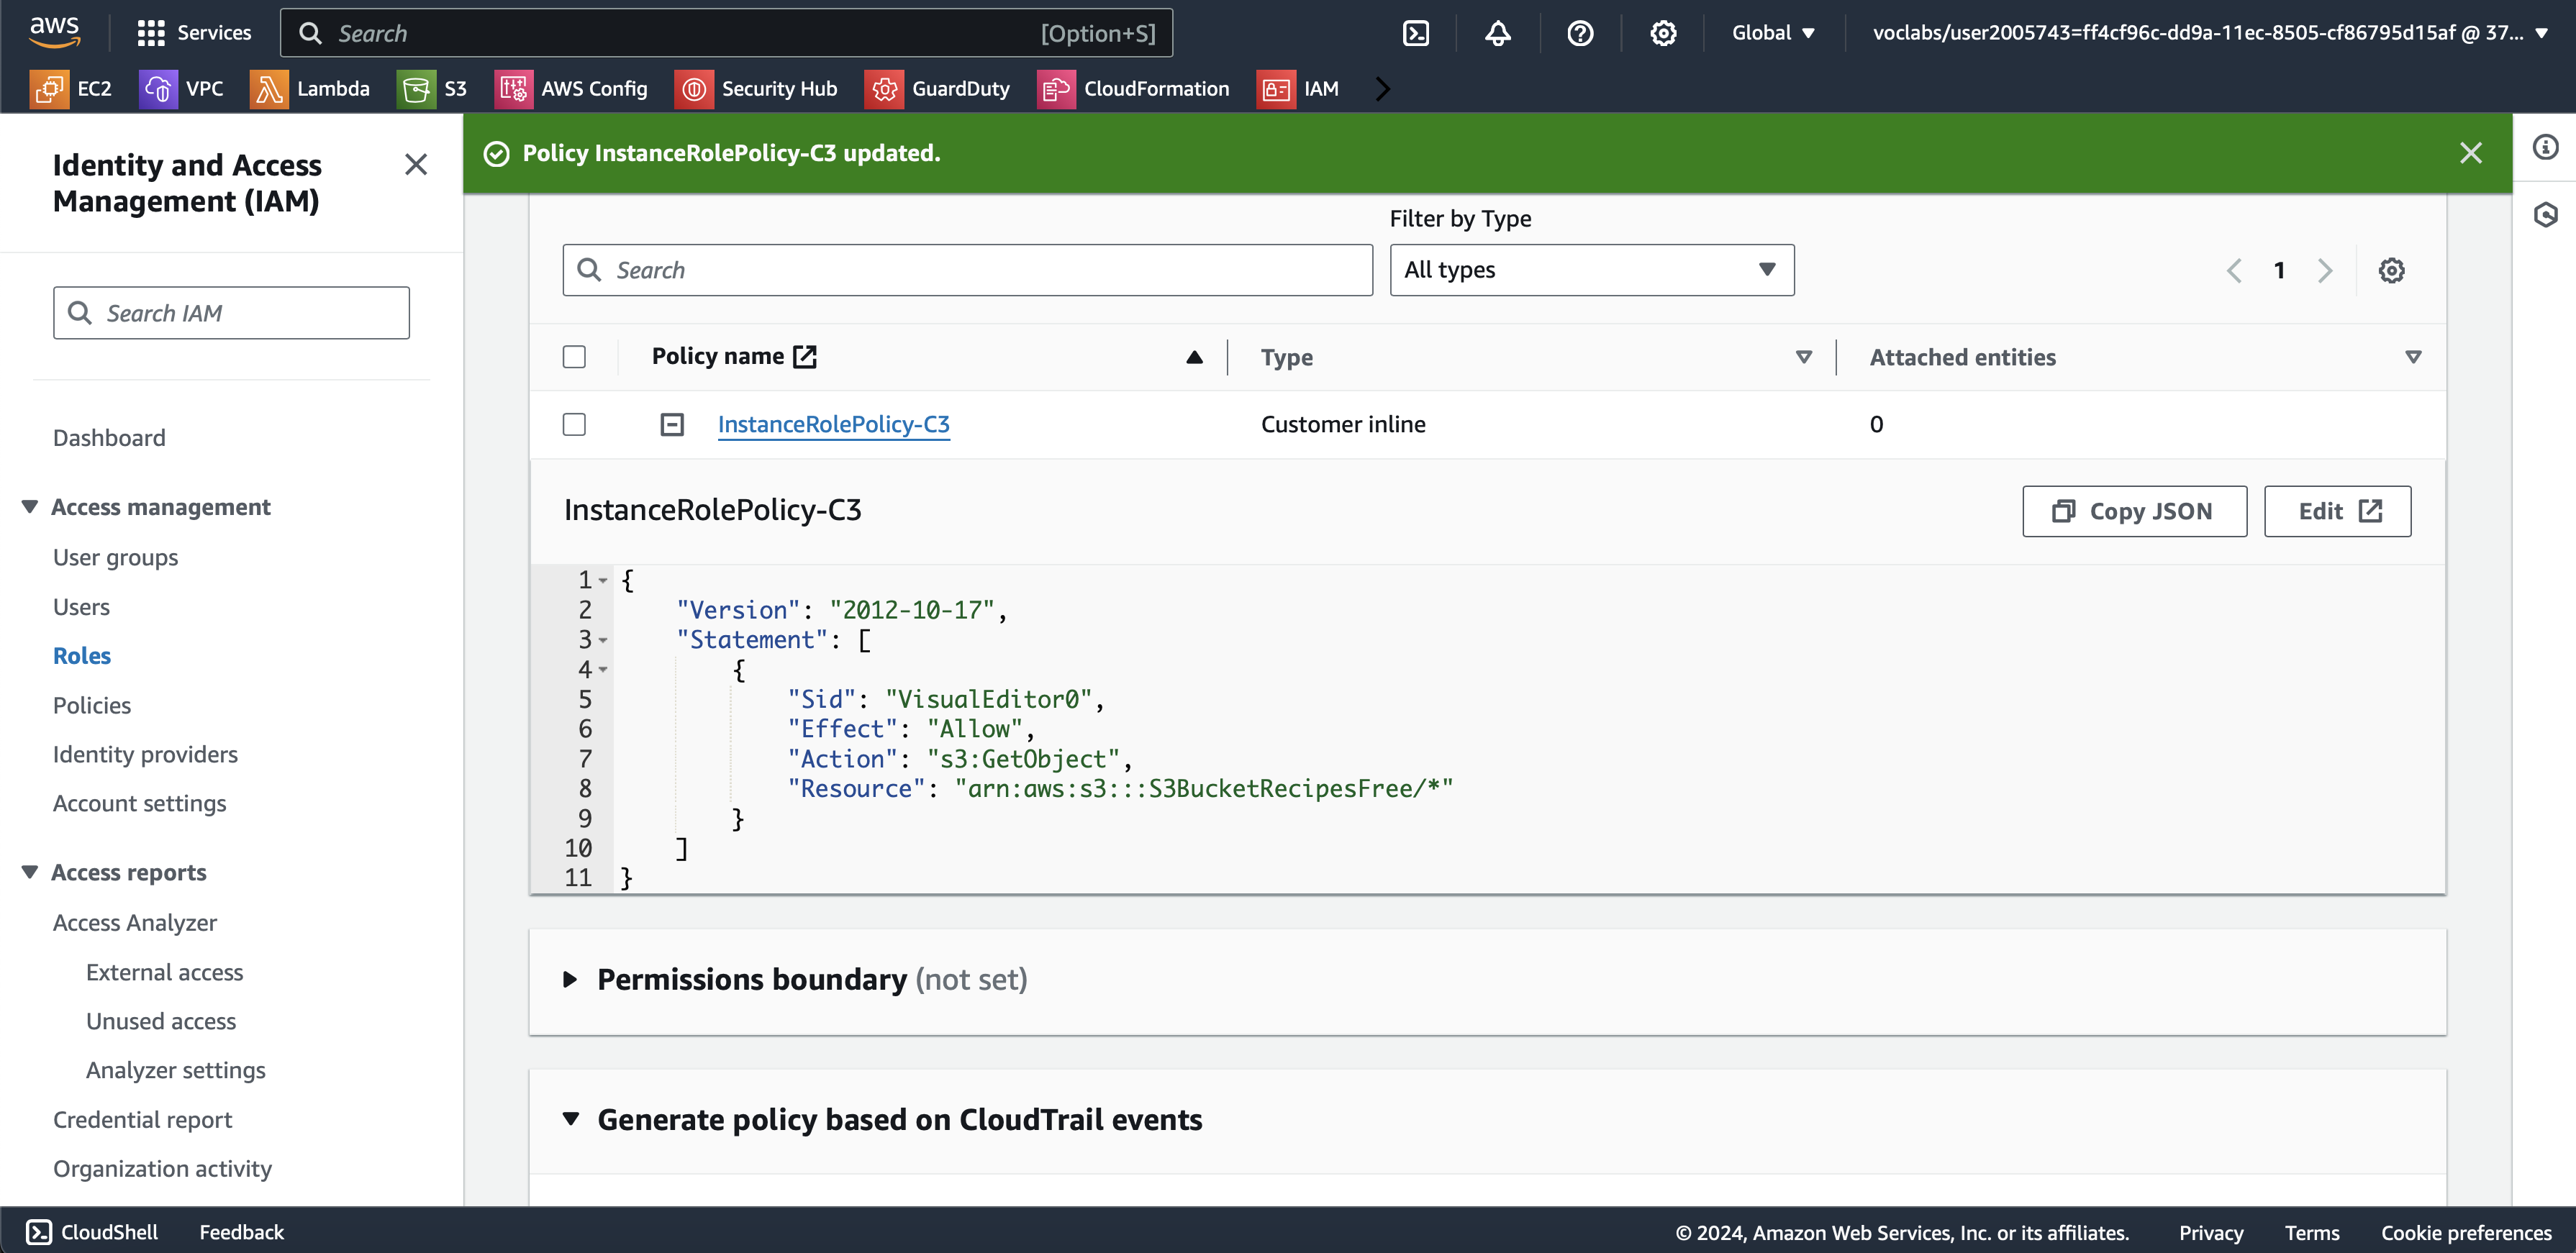 aws
Services
Search
[Option+S]
Global
voclabs/user2005743=ff4cf96c-dd9a-11ec-8505-cf86795d15af @ 37...
EC2
VPC
Lambda
S3
AWS Config
Security Hub
GuardDuty
CloudFormation
IAM
Identity and Access
Management (IAM)
Search IAM
Dashboard
Access management
User groups
Users
Roles
Policies
Identity providers
Account settings
Access reports
Access Analyzer
External access
Unused access
Analyzer settings
Credential report
Organization activity
Policy InstanceRolePolicy-C3 updated.
Filter by Type
Search
All types
1
Policy name
Type
Attached entities
InstanceRolePolicy-C3
Customer inline
0
InstanceRolePolicy-C3
Copy JSON
Edit
1 {
2 "Version": "2012-10-17",
3 "Statement": [
4 {
5 "Sid": "VisualEditor0",
6 "Effect": "Allow",
7 "Action": "s3:GetObject",
8 "Resource": "arn:aws:s3:::S3BucketRecipesFree/*"
9 }
10 ]
11 }
Permissions boundary (not set)
Generate policy based on CloudTrail events
CloudShell
Feedback
© 2024, Amazon Web Services, Inc. or its affiliates.
Privacy
Terms
Cookie preferences